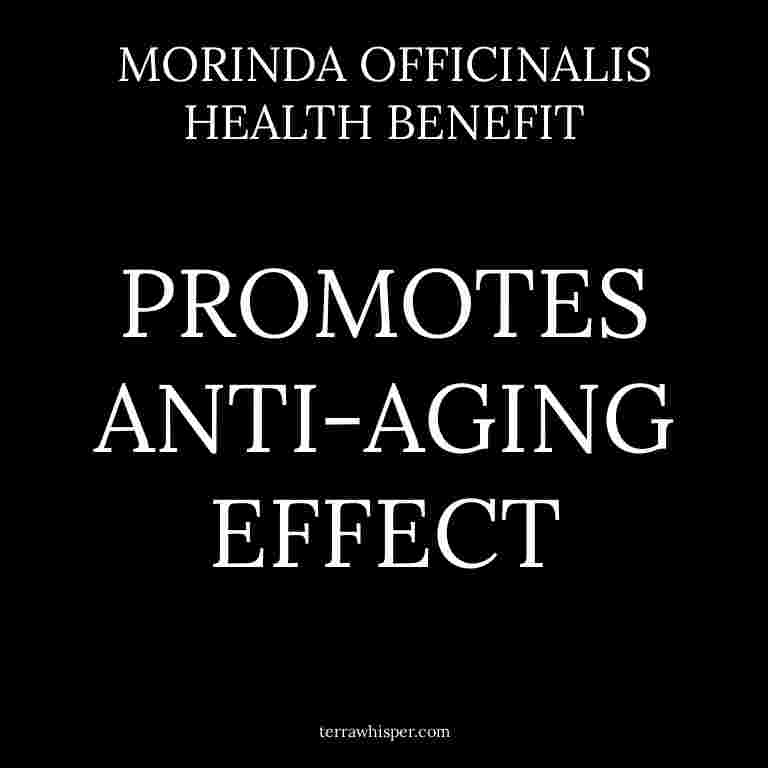 MORINDA OFFICINALIS
HEALTH BENEFIT
PROMOTES
ANTI-AGING
EFFECT
terrawhisper.com